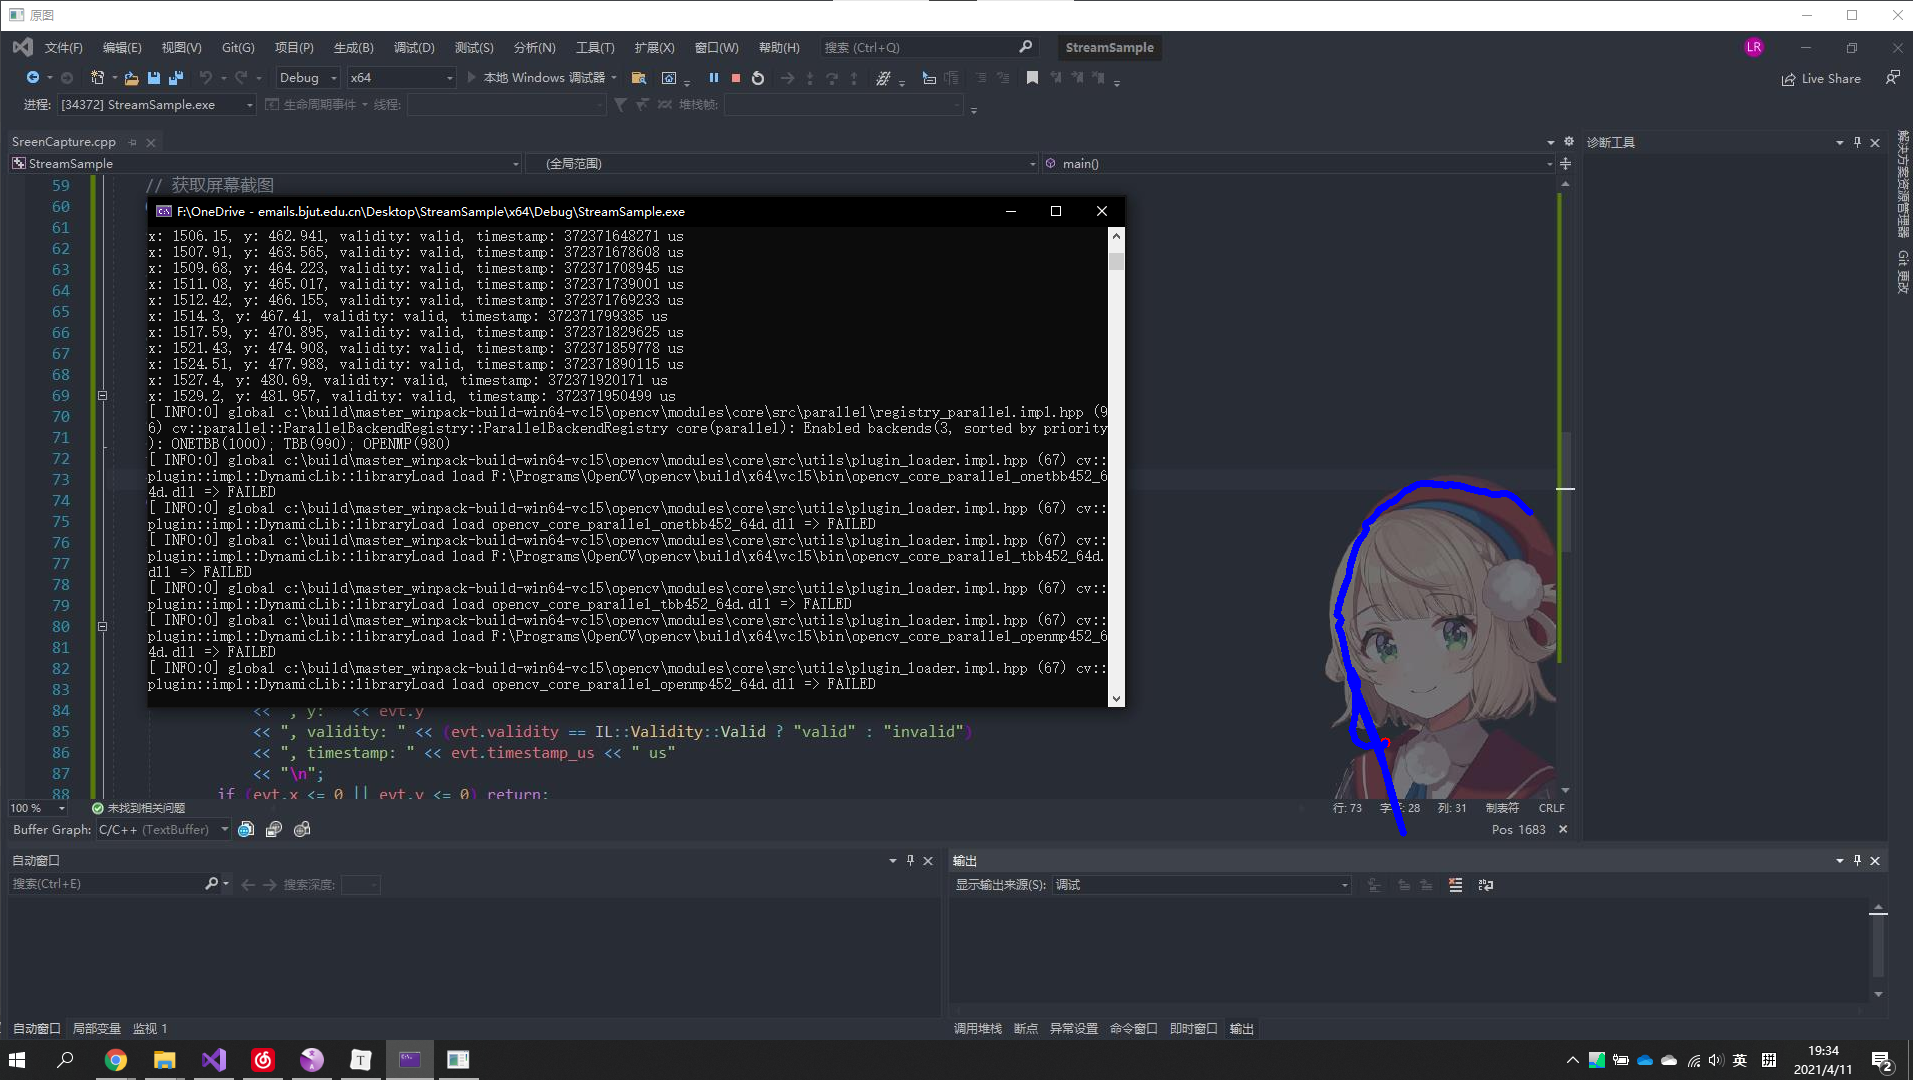 原图
文件(F) 编辑(E) 视图(V) Git(G) 项目(P) 生成(B) 调试(D) 测试(S) 分析(N) 工具(T) 扩展(X) 窗口(W) 帮助(H) 搜索 (Ctrl+Q) StreamSample LR
Debug x64 本地 Windows 调试器 Live Share
进程: [34372] StreamSample.exe 生命周期事件 线程: 堆栈帧:
SreenCapture.cpp
诊断工具
StreamSample (全局范围) main()
解决方案资源管理器 Git 更改
59 // 获取屏幕截图
60
61
62
63
64
65
66
67
68
69
70
71
72
73
74
75
76
77
78
79
80
81
82
83
F:\OneDrive - emails.bjut.edu.cn\Desktop\StreamSample\x64\Debug\StreamSample.exe
x: 1506.15, y: 462.941, validity: valid, timestamp: 372371648271 us
x: 1507.91, y: 463.565, validity: valid, timestamp: 372371678608 us
x: 1509.68, y: 464.223, validity: valid, timestamp: 372371708945 us
x: 1511.08, y: 465.017, validity: valid, timestamp: 372371739001 us
x: 1512.42, y: 466.155, validity: valid, timestamp: 372371769233 us
x: 1514.3, y: 467.41, validity: valid, timestamp: 372371799385 us
x: 1517.59, y: 470.895, validity: valid, timestamp: 372371829625 us
x: 1521.43, y: 474.908, validity: valid, timestamp: 372371859778 us
x: 1524.51, y: 477.988, validity: valid, timestamp: 372371890115 us
x: 1527.4, y: 480.69, validity: valid, timestamp: 372371920171 us
x: 1529.2, y: 481.957, validity: valid, timestamp: 372371950499 us
[ INFO:0] global c:\build\master_winpack-build-win64-vc15\opencv\modules\core\src\parallel\registry_parallel.impl.hpp (9
6) cv::parallel::ParallelBackendRegistry::ParallelBackendRegistry core(parallel): Enabled backends(3, sorted by priority
): ONETBB(1000); TBB(990); OPENMP(980)
[ INFO:0] global c:\build\master_winpack-build-win64-vc15\opencv\modules\core\src\utils\plugin_loader.impl.hpp (67) cv::
plugin::impl::DynamicLib::libraryLoad load F:\Programs\OpenCV\opencv\build\x64\vc15\bin\opencv_core_parallel_onetbb452_6
4d.dll => FAILED
[ INFO:0] global c:\build\master_winpack-build-win64-vc15\opencv\modules\core\src\utils\plugin_loader.impl.hpp (67) cv::
plugin::impl::DynamicLib::libraryLoad load opencv_core_parallel_onetbb452_64d.dll => FAILED
[ INFO:0] global c:\build\master_winpack-build-win64-vc15\opencv\modules\core\src\utils\plugin_loader.impl.hpp (67) cv::
plugin::impl::DynamicLib::libraryLoad load F:\Programs\OpenCV\opencv\build\x64\vc15\bin\opencv_core_parallel_tbb452_64d.
dll => FAILED
[ INFO:0] global c:\build\master_winpack-build-win64-vc15\opencv\modules\core\src\utils\plugin_loader.impl.hpp (67) cv::
plugin::impl::DynamicLib::libraryLoad load opencv_core_parallel_tbb452_64d.dll => FAILED
[ INFO:0] global c:\build\master_winpack-build-win64-vc15\opencv\modules\core\src\utils\plugin_loader.impl.hpp (67) cv::
plugin::impl::DynamicLib::libraryLoad load F:\Programs\OpenCV\opencv\build\x64\vc15\bin\opencv_core_parallel_openmp452_6
4d.dll => FAILED
[ INFO:0] global c:\build\master_winpack-build-win64-vc15\opencv\modules\core\src\utils\plugin_loader.impl.hpp (67) cv::
plugin::impl::DynamicLib::libraryLoad load opencv_core_parallel_openmp452_64d.dll => FAILED
84 << ", y: " << evt.y
85 << ", validity: " << (evt.validity == IL::Validity::Valid ? "valid" : "invalid")
86 << ", timestamp: " << evt.timestamp_us << " us"
87 << "\n";
88 if (evt.x <= 0 || evt.y <= 0) return;
100 % 未找到相关问题 行: 73 28 列: 31 制表符 CRLF
Buffer Graph: C/C++ (TextBuffer) Pos 1683
自动窗口
搜索(Ctrl+E) 搜索深度:
输出
显示输出来源(S): 调试
自动窗口 局部变量 监视 1
调用堆栈 断点 异常设置 命令窗口 即时窗口 输出
T 英 19:34
2021/4/11 2